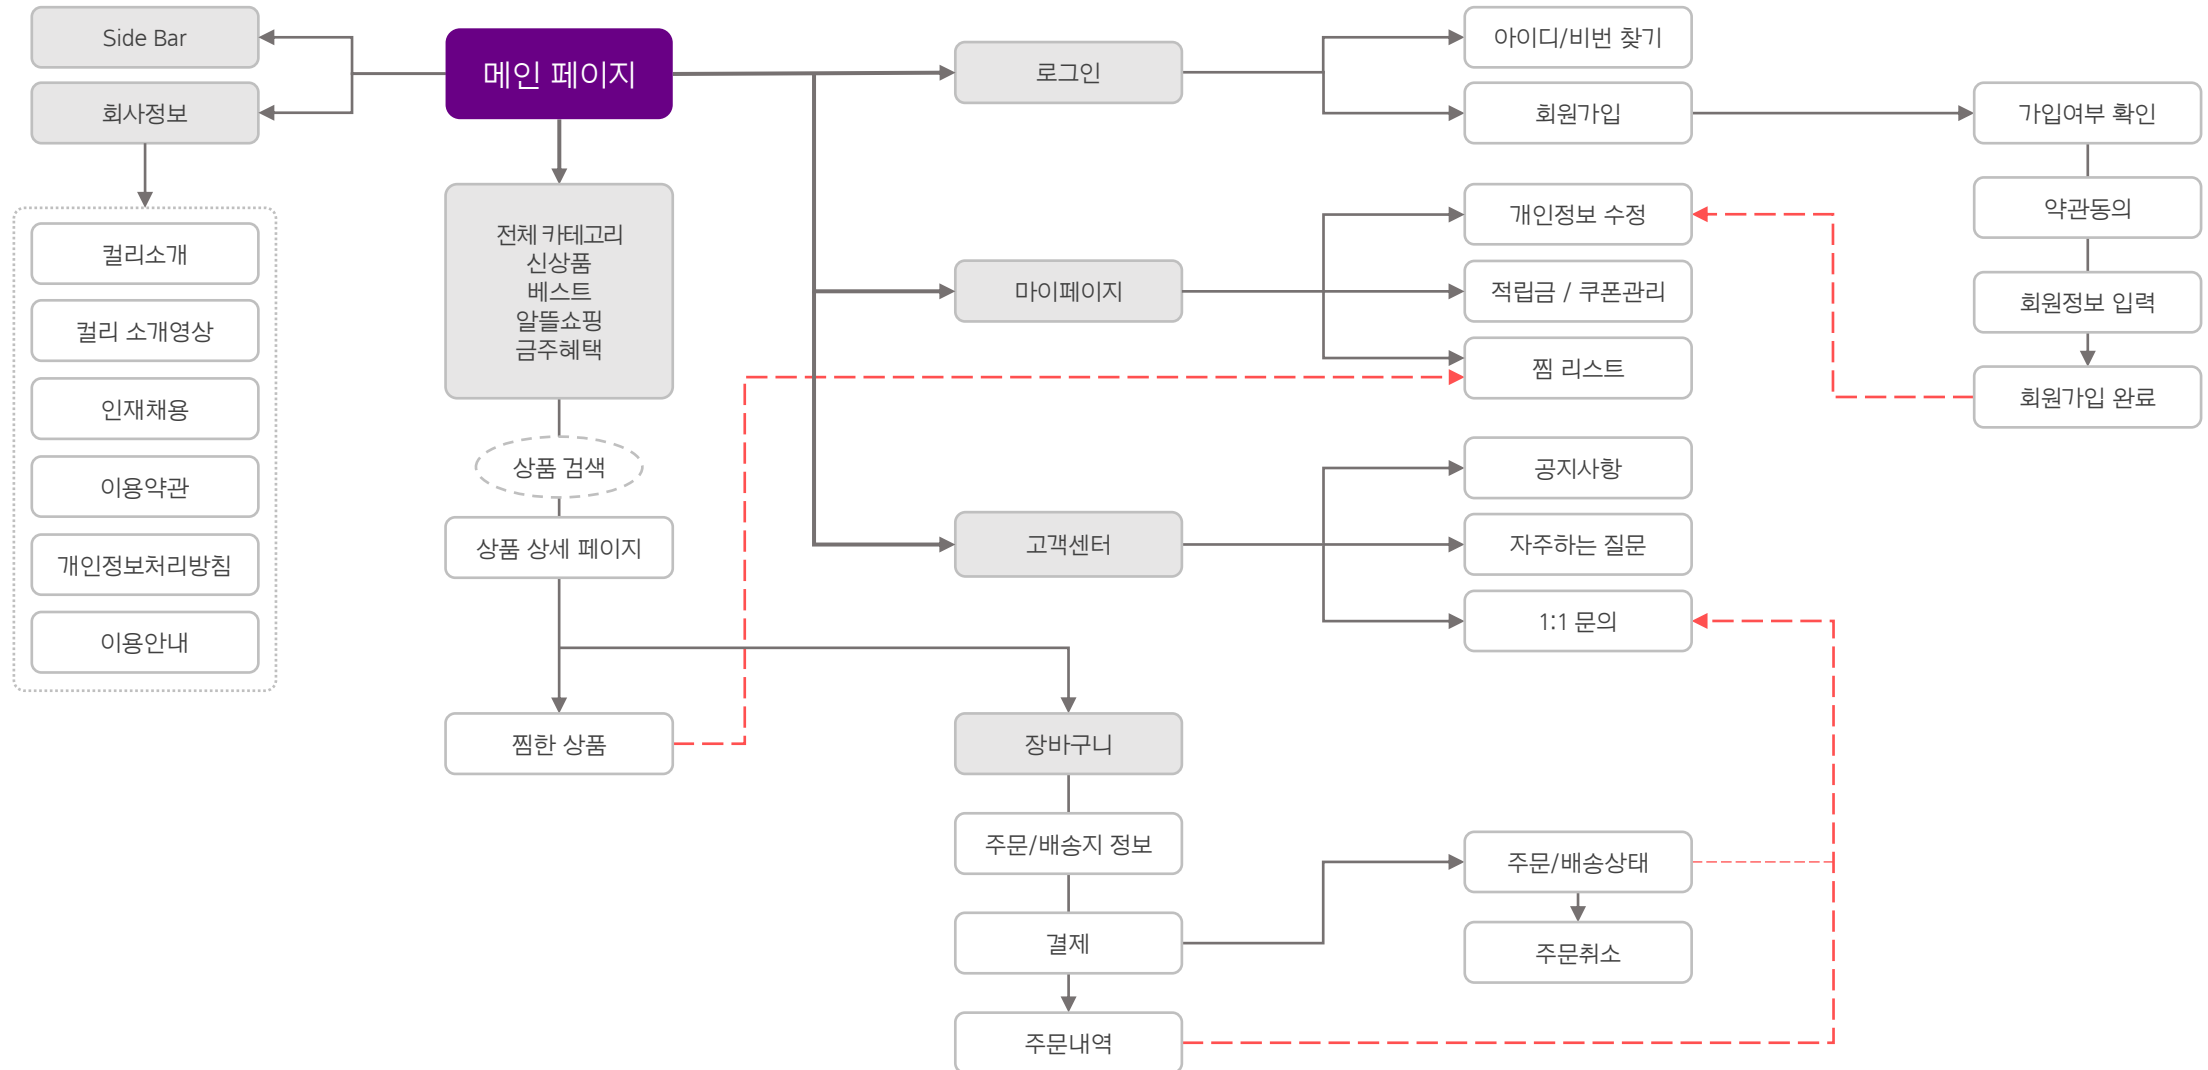 Side Bar
회사정보
컬리소개
컬리 소개영상
인재채용
이용약관
개인정보처리방침
이용안내
메인 페이지
전체 카테고리
신상품
베스트
알뜰쇼핑
금주혜택
상품 검색
상품 상세 페이지
찜한 상품
로그인
마이페이지
고객센터
장바구니
주문/배송지 정보
결제
주문내역
아이디/비번 찾기
회원가입
개인정보 수정
적립금 / 쿠폰관리
찜 리스트
공지사항
자주하는 질문
1:1 문의
주문/배송상태
주문취소
가입여부 확인
약관동의
회원정보 입력
회원가입 완료